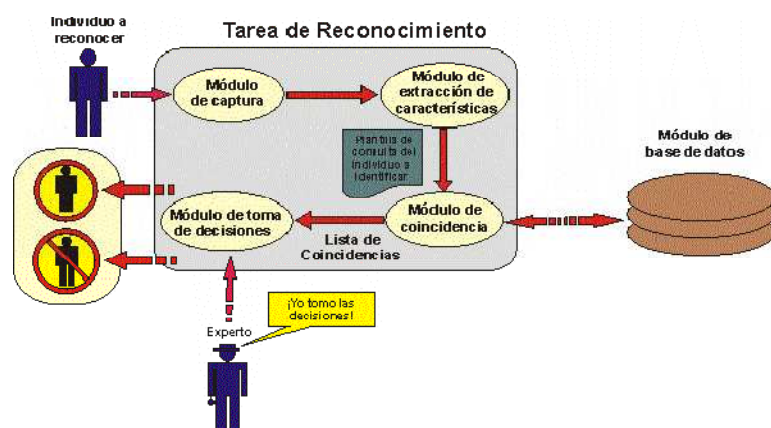 Individuo a
reconocer
Tarea de Reconocimiento
Módulo
de captura
Módulo de
extracción de
características
Plantilla de
consulta del
individuo a
identificar
Módulo de
base de datos
Módulo de toma
de decisiones
Módulo de
coincidencia
Lista de
Coincidencias
¡Yo tomo las
decisiones!
Experto